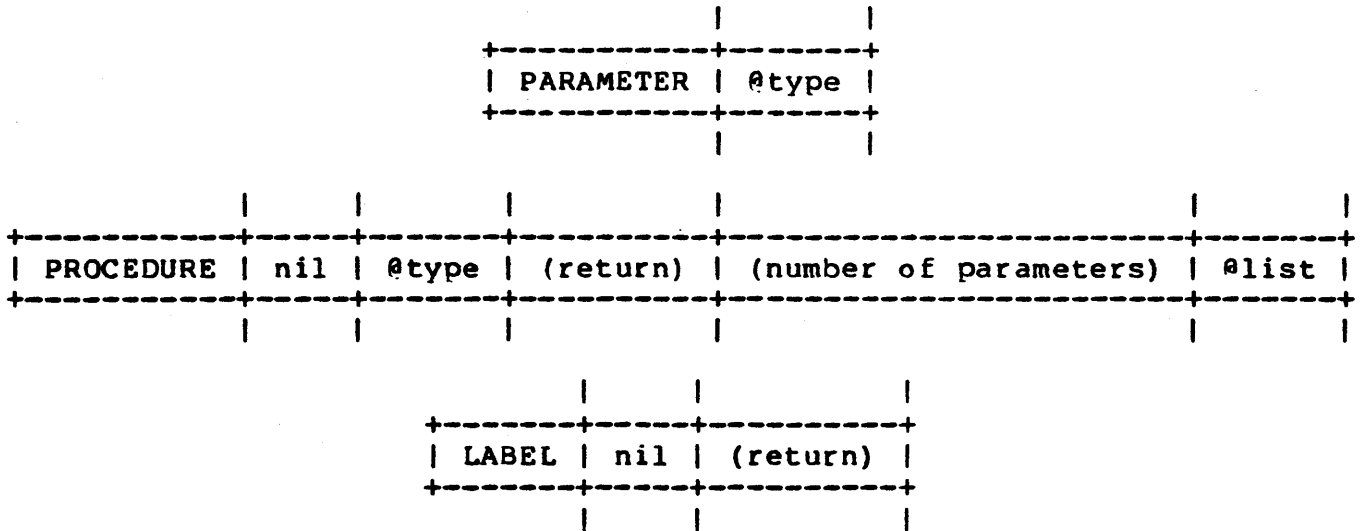 | PARAMETER | @type |
| PROCEDURE | nil | @type | (return) | (number of parameters) | @list |
| LABEL | nil | (return) |